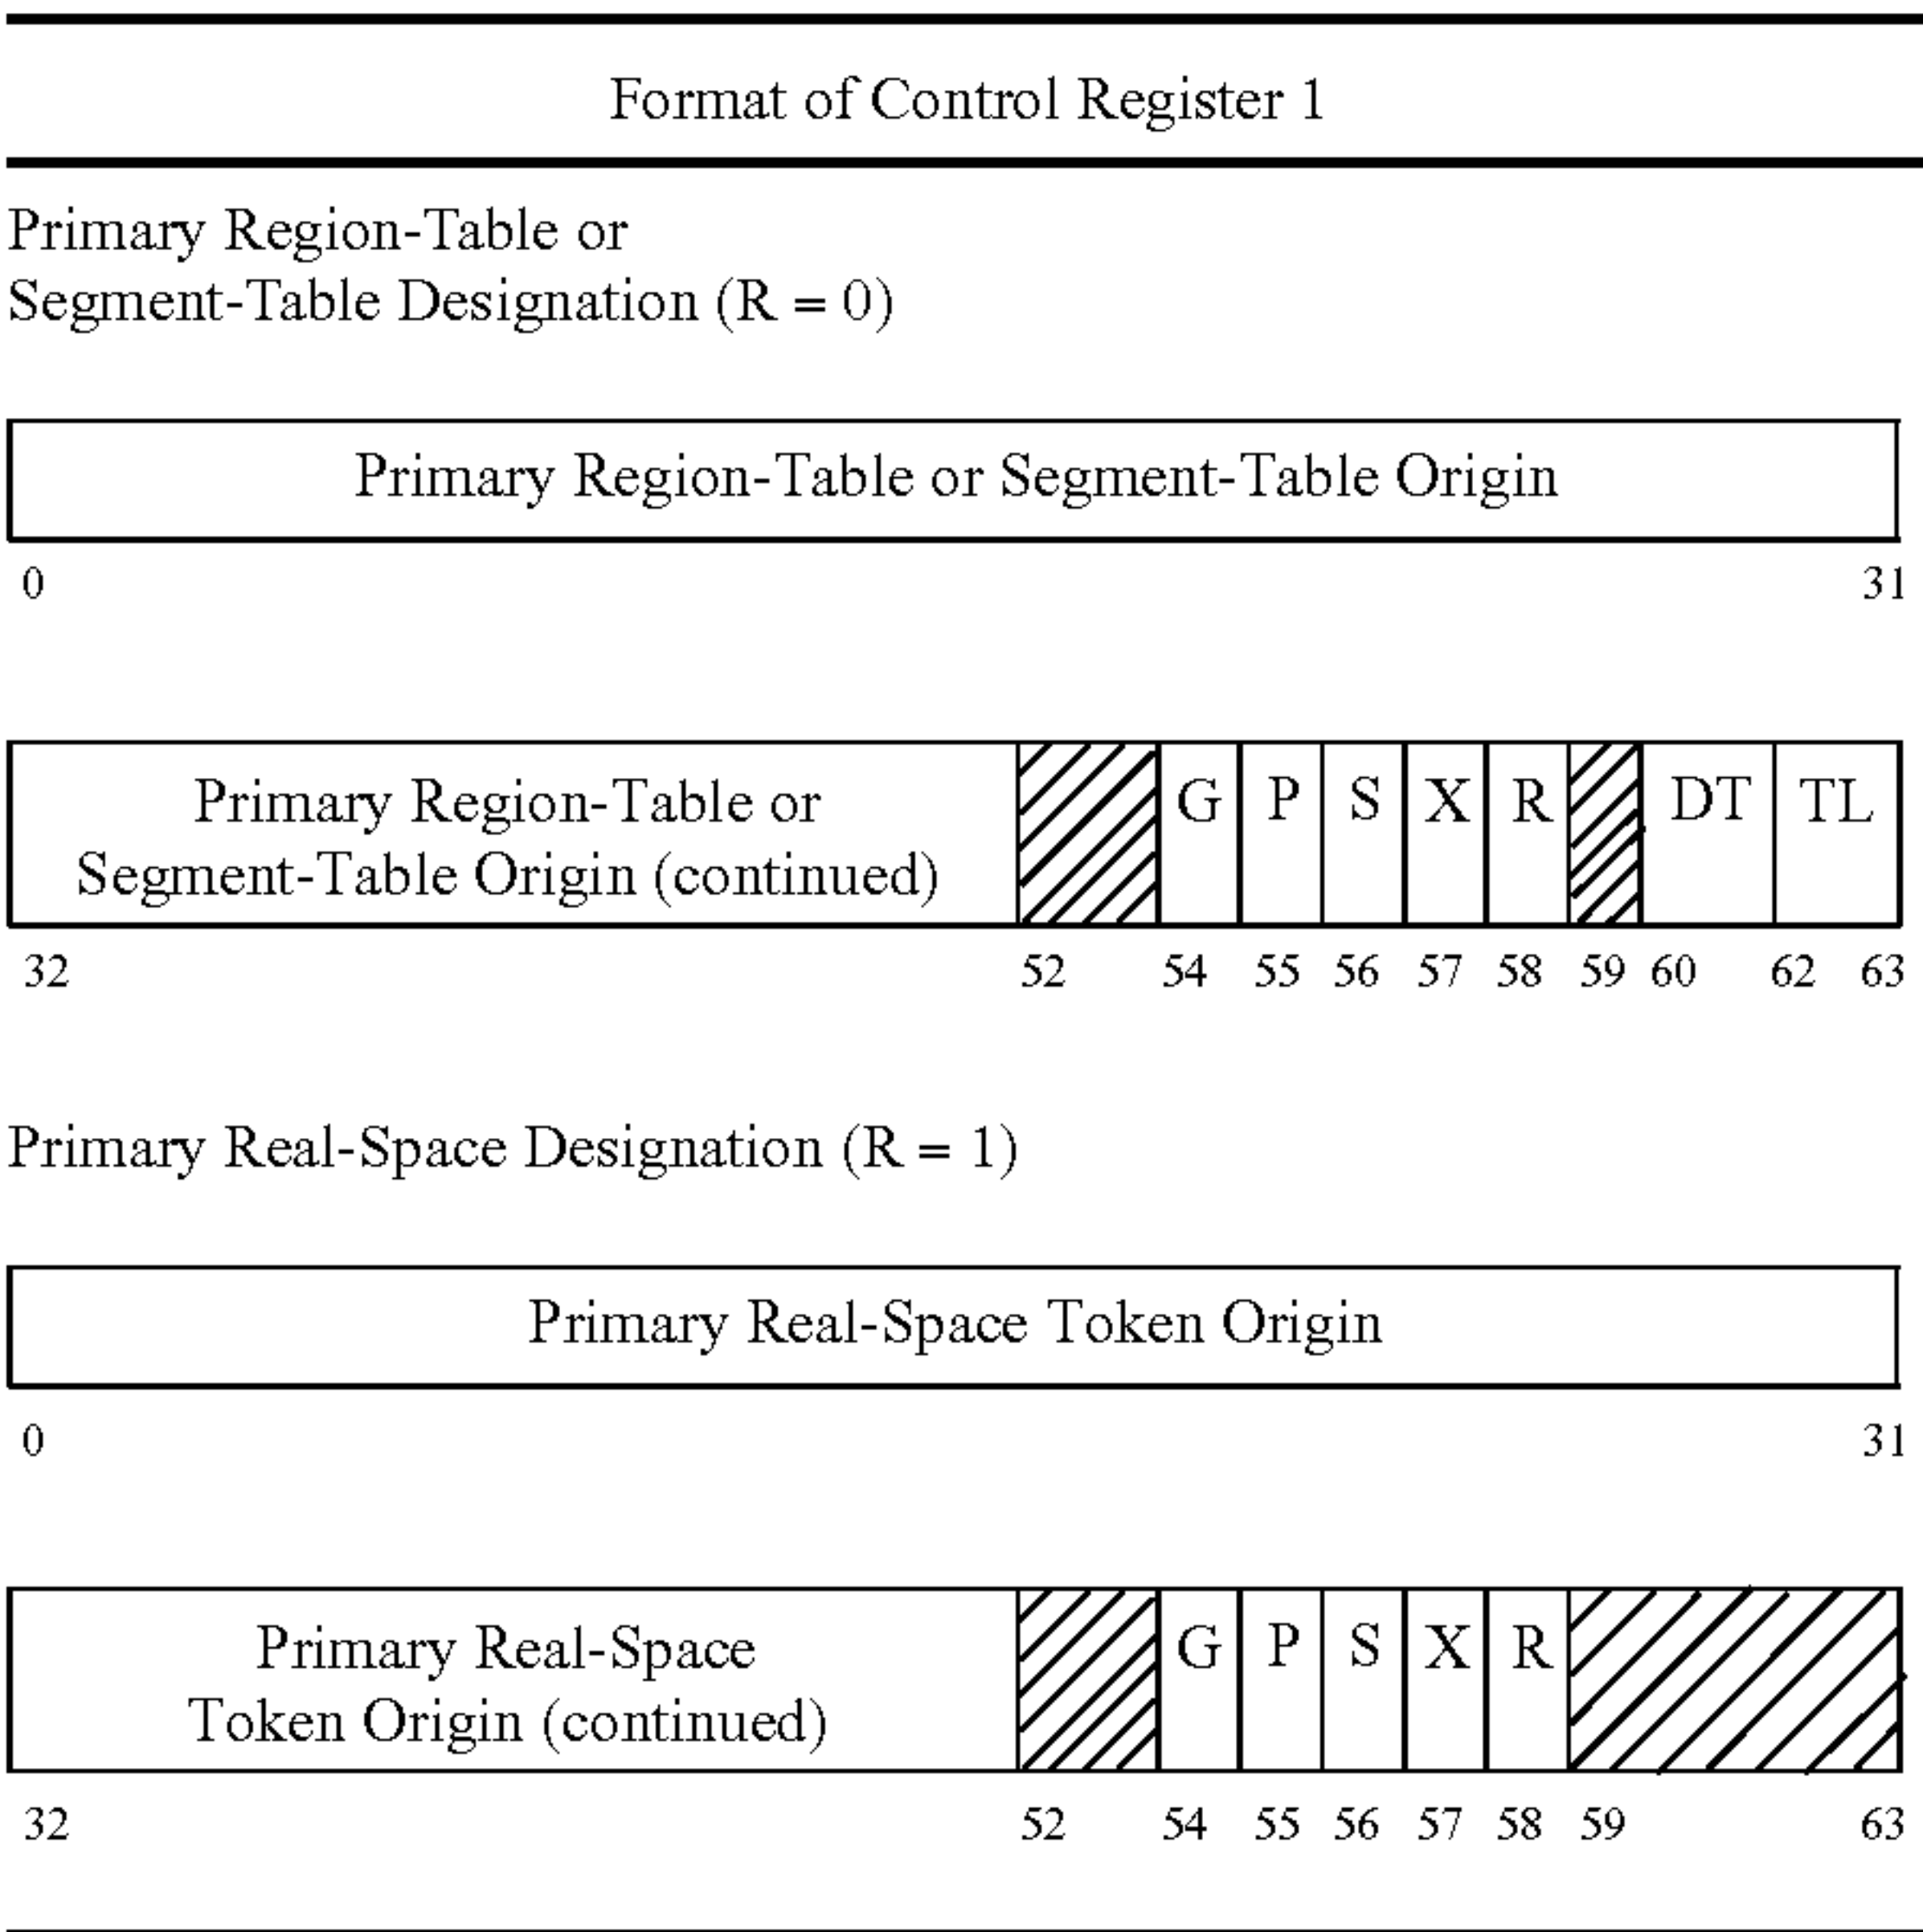 Format of Control Register 1
Primary Region-Table or
Segment-Table Designation (R = 0)
Primary Region-Table or Segment-Table Origin
0 31
Primary Region-Table or
Segment-Table Origin (continued)
G P S X R DT TL
32 52 54 55 56 57 58 59 60 62 63
Primary Real-Space Designation (R = 1)
Primary Real-Space Token Origin
0 31
Primary Real-Space
Token Origin (continued)
G P S X R
32 52 54 55 56 57 58 59 63